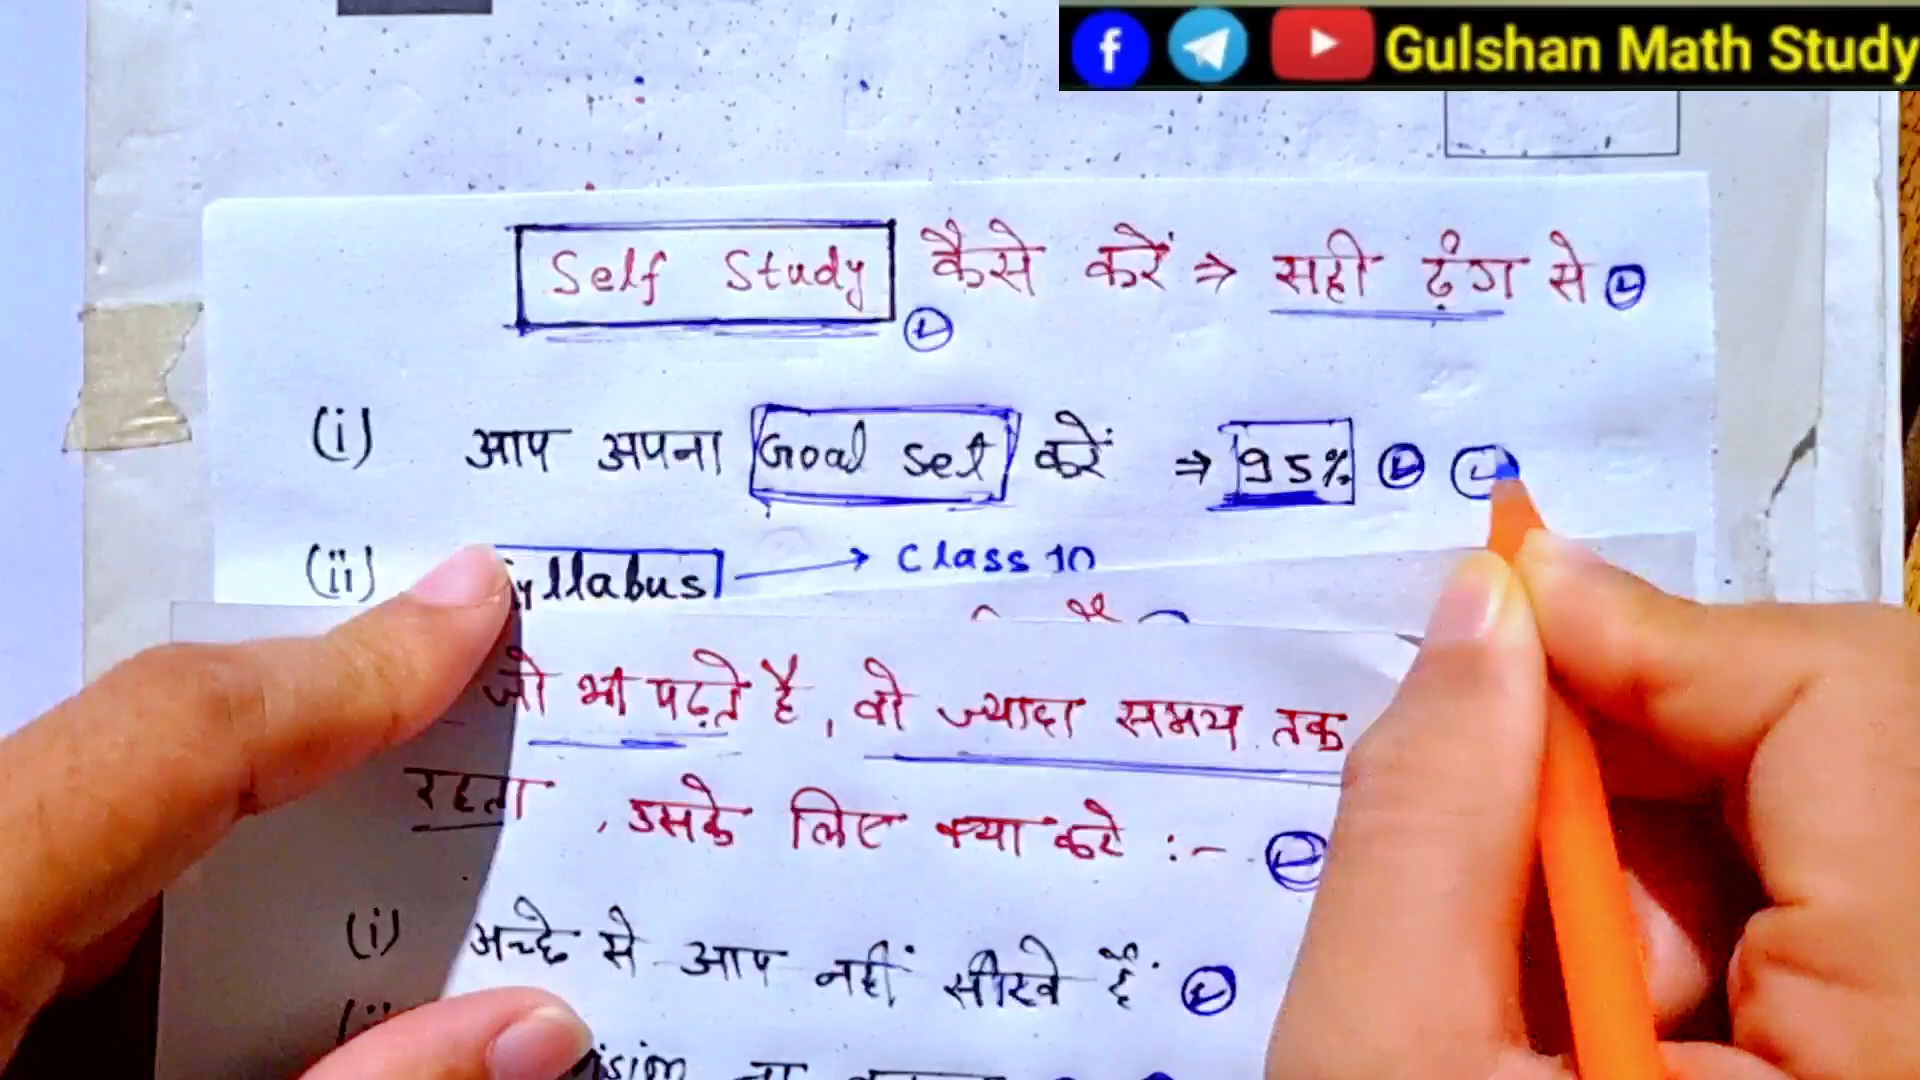 Gulshan Math Study
Self Study कैसे करें ⇒ सही ढ़ंग से
(i) आप अपना Goal Set करें ⇒ 95%
(ii) yllabus → Class 10
जो भी पढ़ते है, वो ज्यादा समय तक
रहता , उसके लिए क्या करे :-
(i) अच्छे से आप नहीं सीखे हैं